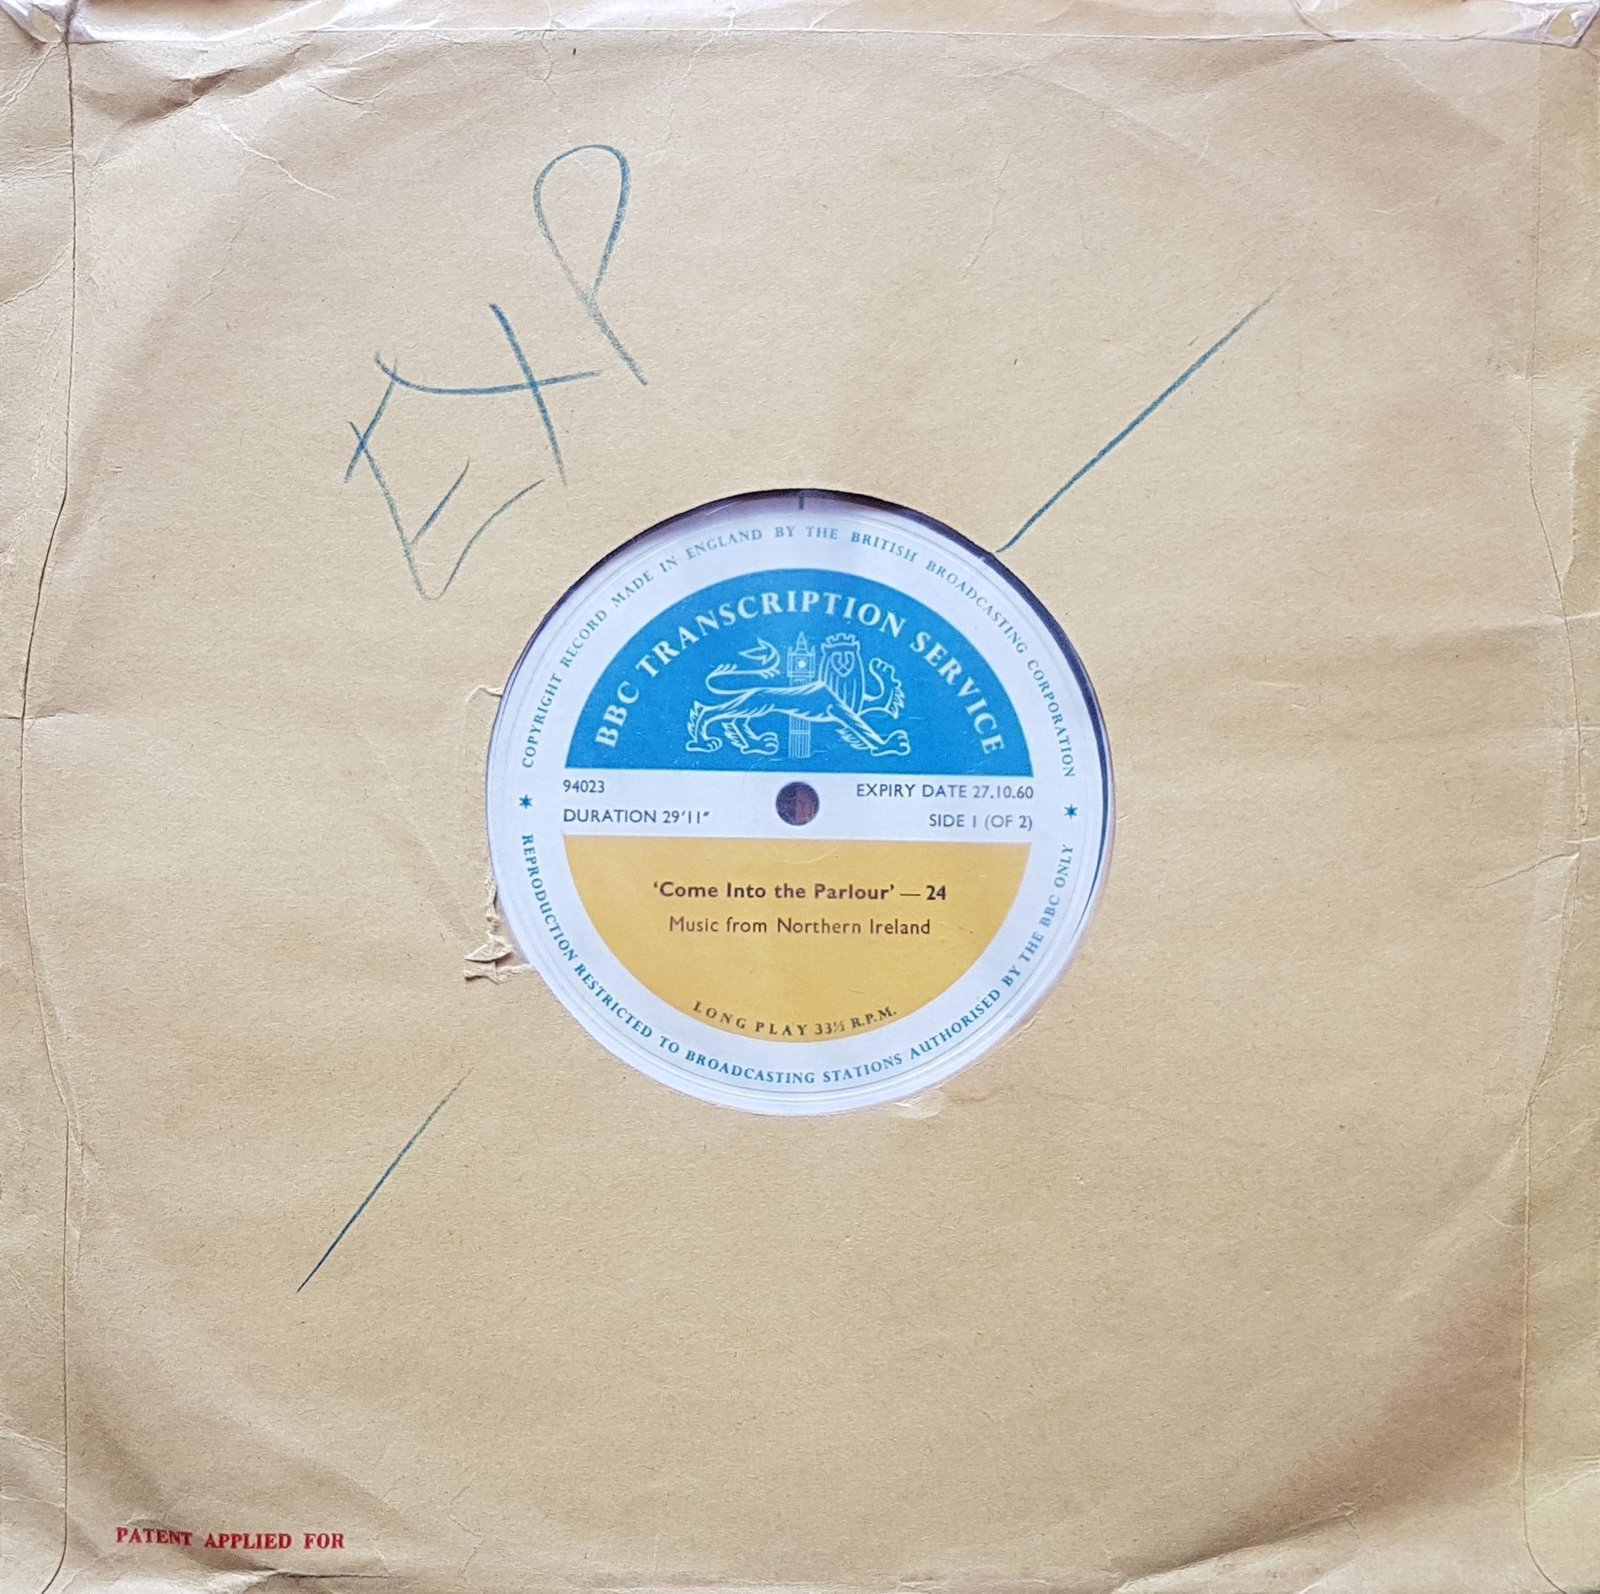 EXP
COPYRIGHT RECORD MADE IN ENGLAND BY THE BRITISH BROADCASTING CORPORATION
BBC TRANSCRIPTION SERVICE
94023
EXPIRY DATE 27.10.60
DURATION 29'11"
SIDE 1 (OF 2)
'Come Into the Parlour' — 24
Music from Northern Ireland
LONG PLAY 33⅓ R.P.M.
REPRODUCTION RESTRICTED TO BROADCASTING STATIONS AUTHORISED BY THE BBC ONLY
PATENT APPLIED FOR